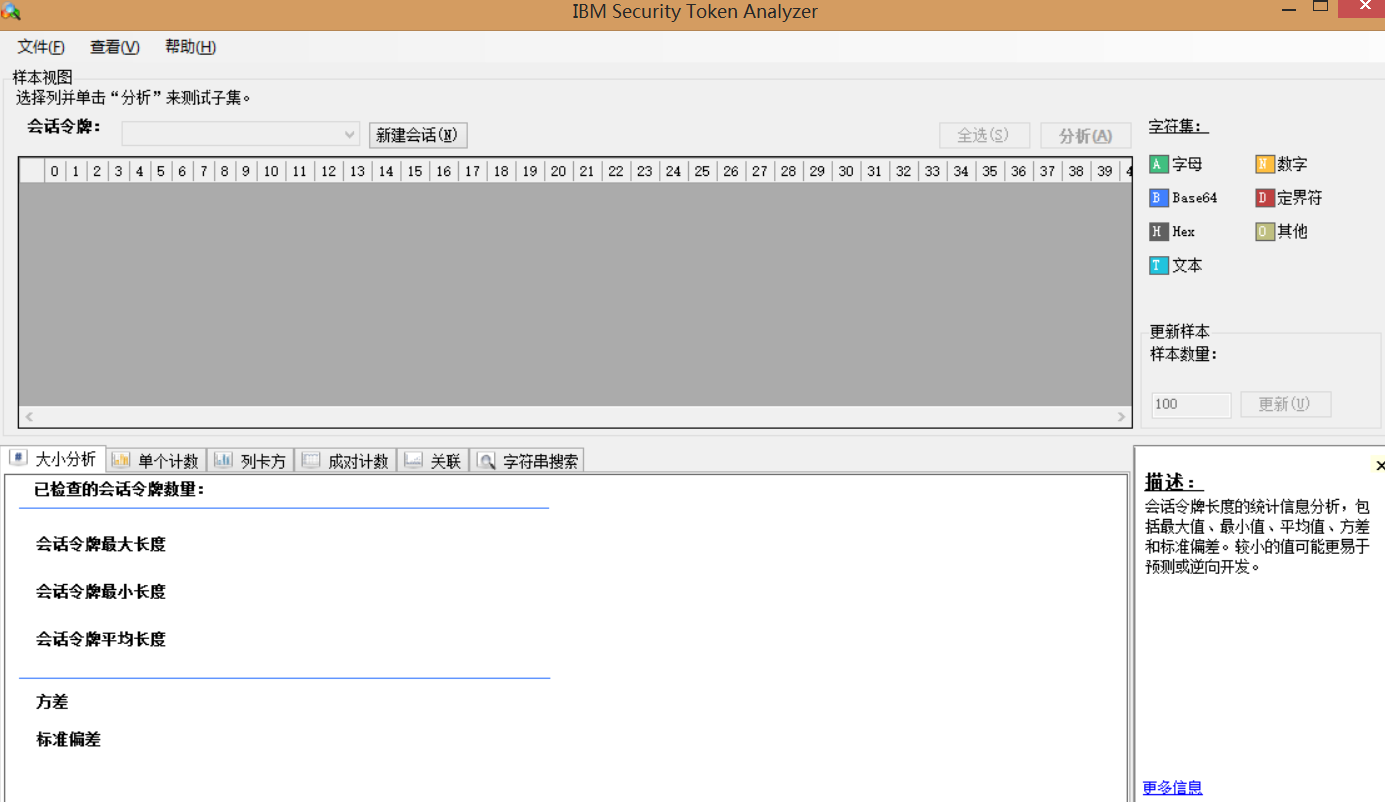 IBM Security Token Analyzer
文件(F) 查看(V) 帮助(H)
样本视图
选择列并单击“分析”来测试子集。
会话令牌： 新建会话(N) 全选(S) 分析(A)
0 1 2 3 4 5 6 7 8 9 10 11 12 13 14 15 16 17 18 19 20 21 22 23 24 25 26 27 28 29 30 31 32 33 34 35 36 37 38 39 4
字符集：
A 字母 N 数字
B Base64 D 定界符
H Hex O 其他
T 文本
更新样本
样本数量：
100 更新(U)
大小分析 单个计数 列卡方 成对计数 关联 字符串搜索
已检查的会话令牌数量：
会话令牌最大长度
会话令牌最小长度
会话令牌平均长度
方差
标准偏差
描述：
会话令牌长度的统计信息分析，包
括最大值、最小值、平均值、方差
和标准偏差。较小的值可能更易于
预测或逆向开发。
更多信息